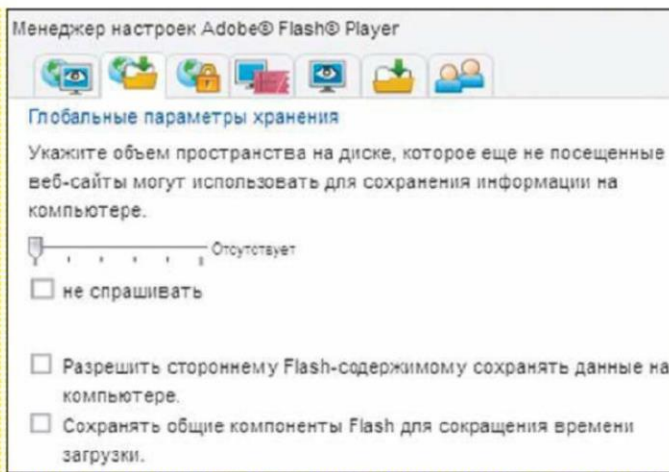 Менеджер настроек Adobe® Flash® Player
Глобальные параметры хранения
Укажите объем пространства на диске, которое еще не посещенные
веб-сайты могут использовать для сохранения информации на
компьютере.
Отсутствует
не спрашивать
Разрешить стороннему Flash-содержимому сохранять данные на
компьютере.
Сохранять общие компоненты Flash для сокращения времени
загрузки.